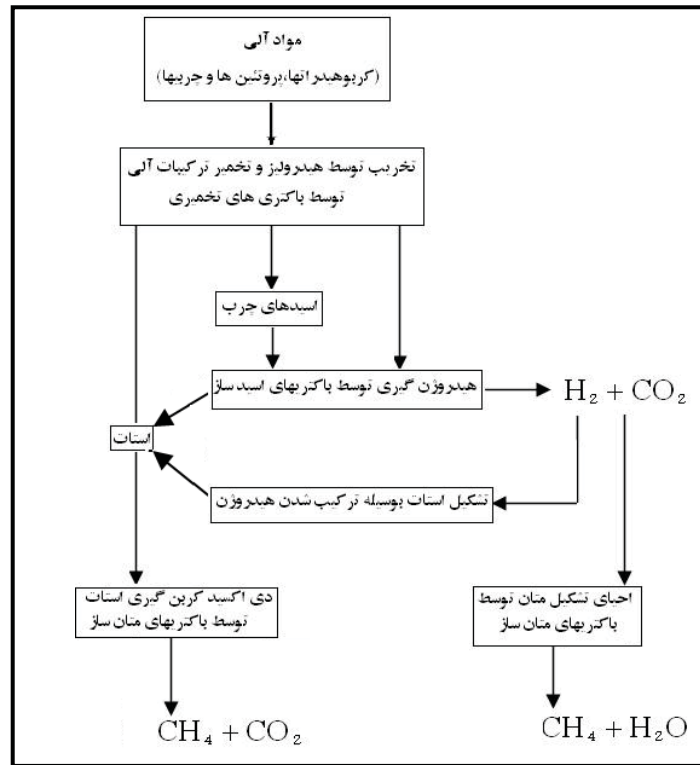 مواد آلی
(کربوهیدراتها،پروتئین ها و چربیها)
تخریب توسط هیدرولیز و تخمیر ترکیبات آلی
توسط باکتری های تخمیری
اسیدهای چرب
هیدروژن گیری توسط باکتریهای اسید ساز
H₂ + CO₂
استات
تشکیل استات بوسیله ترکیب شدن هیدروژن
دی اکسید کربن گیری استات
توسط باکتریهای متان ساز
احیای تشکیل متان توسط
باکتریهای متان ساز
CH₄ + CO₂
CH₄ + H₂O